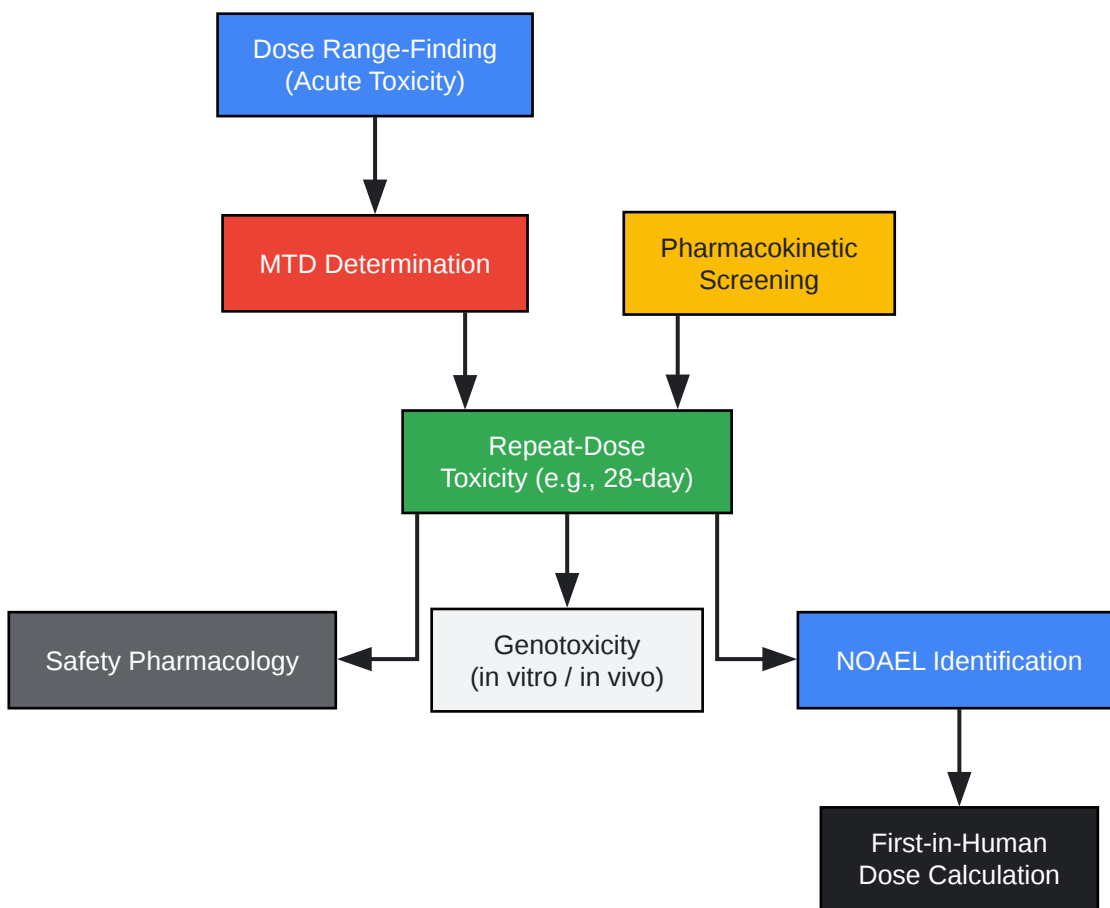 Dose Range-Finding
(Acute Toxicity)
MTD Determination
Pharmacokinetic
Screening
Repeat-Dose
Toxicity (e.g., 28-day)
Safety Pharmacology
Genotoxicity
(in vitro / in vivo)
NOAEL Identification
First-in-Human
Dose Calculation